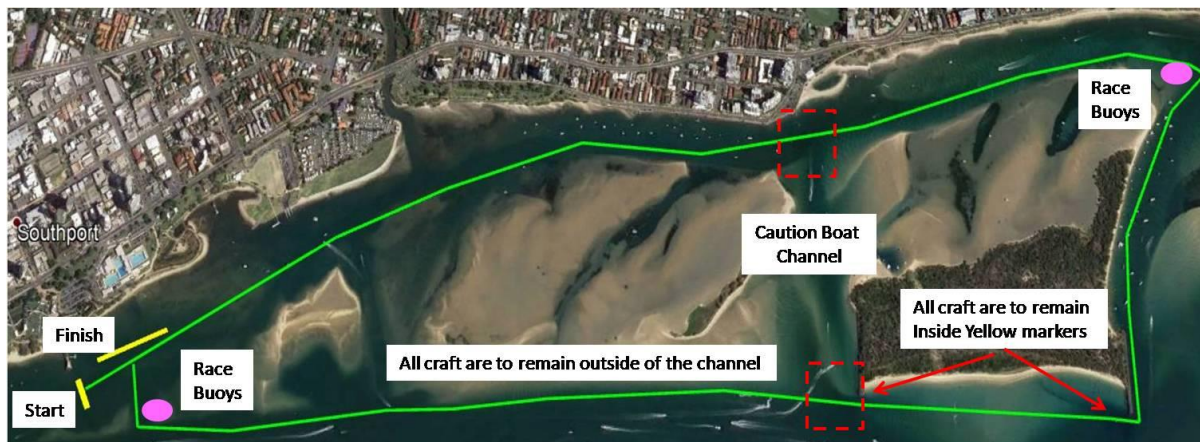 Race
Buoys
Southport
Caution Boat
Channel
All craft are to remain
Inside Yellow markers
Finish
Race
Buoys
All craft are to remain outside of the channel
Start